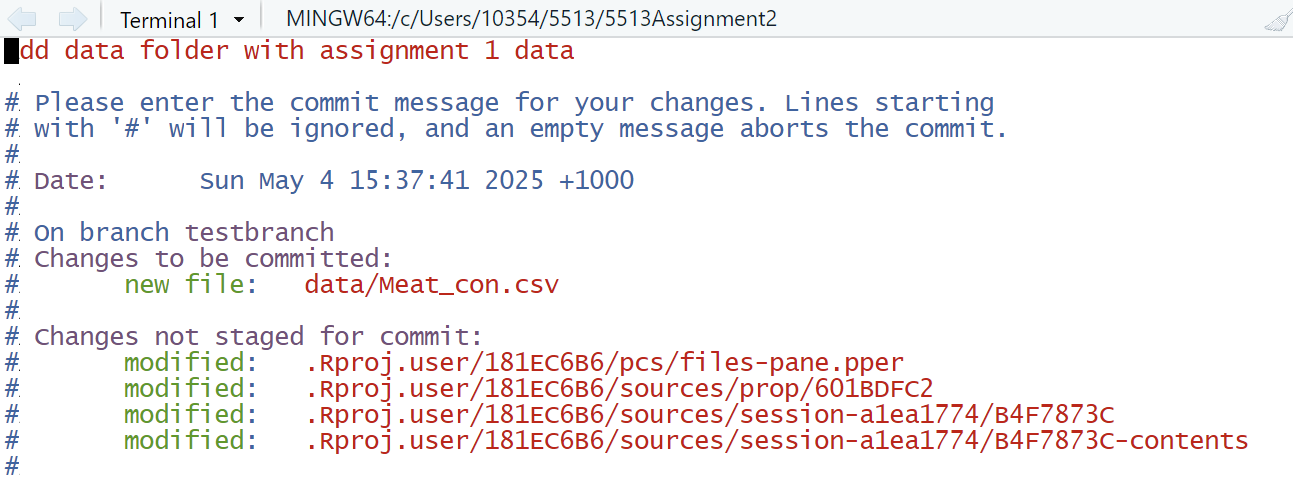 Terminal 1 MINGW64:/c/Users/10354/5513/5513Assignment2
dd data folder with assignment 1 data
# Please enter the commit message for your changes. Lines starting
# with '#' will be ignored, and an empty message aborts the commit.
#
# Date:      Sun May 4 15:37:41 2025 +1000
#
# On branch testbranch
# Changes to be committed:
#       new file:   data/Meat_con.csv
#
# Changes not staged for commit:
#       modified:   .Rproj.user/181EC6B6/pcs/files-pane.pper
#       modified:   .Rproj.user/181EC6B6/sources/prop/601BDFC2
#       modified:   .Rproj.user/181EC6B6/sources/session-a1ea1774/B4F7873C
#       modified:   .Rproj.user/181EC6B6/sources/session-a1ea1774/B4F7873C-contents
#